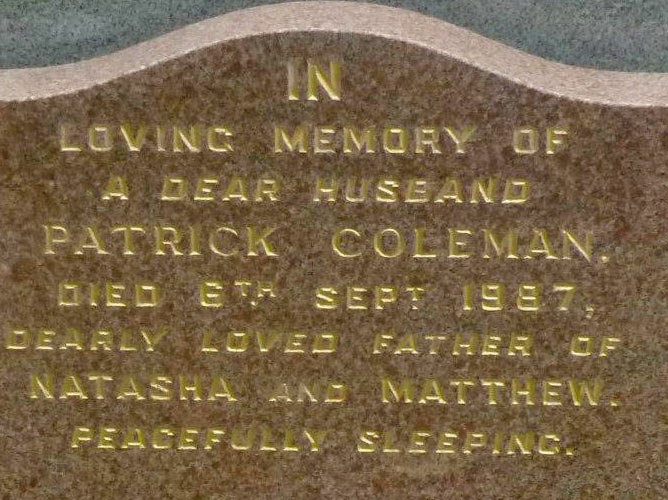 IN
LOVING MEMORY OF
A DEAR HUSBAND
PATRICK COLEMAN.
DIED 6TH SEPT 1987,
DEARLY LOVED FATHER OF
NATASHA AND MATTHEW.
PEACEFULLY SLEEPING.